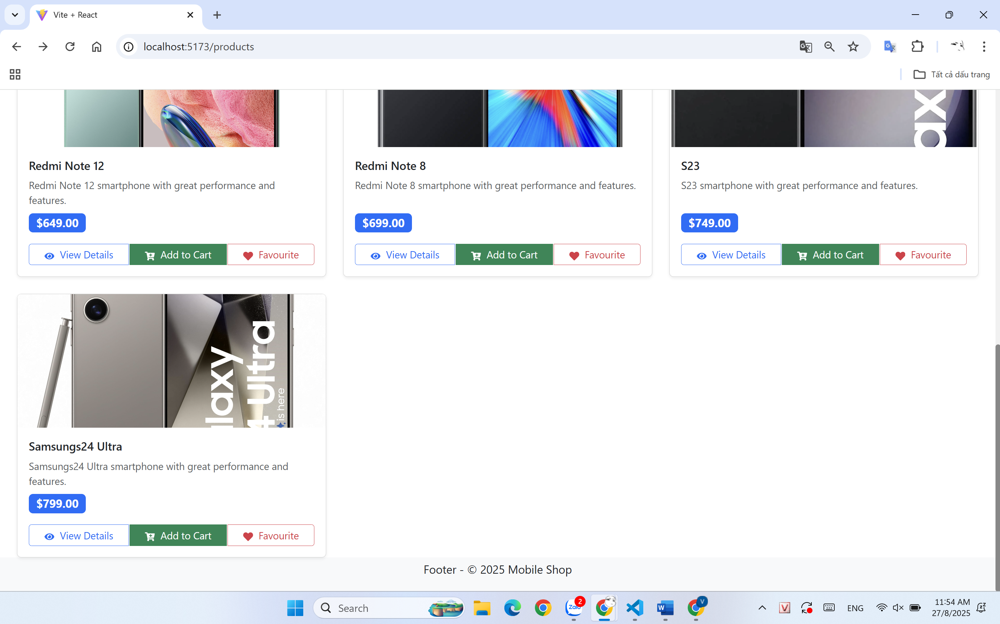 Vite + React
localhost:5173/products
Tất cả dấu trang
ax
Redmi Note 12
Redmi Note 12 smartphone with great performance and
features.
$649.00
View Details
Add to Cart
Favourite
Redmi Note 8
Redmi Note 8 smartphone with great performance and features.
$699.00
View Details
Add to Cart
Favourite
S23
S23 smartphone with great performance and features.
$749.00
View Details
Add to Cart
Favourite
laxy
4 Ultra
is here
Samsungs24 Ultra
Samsungs24 Ultra smartphone with great performance and
features.
$799.00
View Details
Add to Cart
Favourite
Footer - © 2025 Mobile Shop
Search
Zalo
2
W
V
V
ENG
11:54 AM
27/8/2025